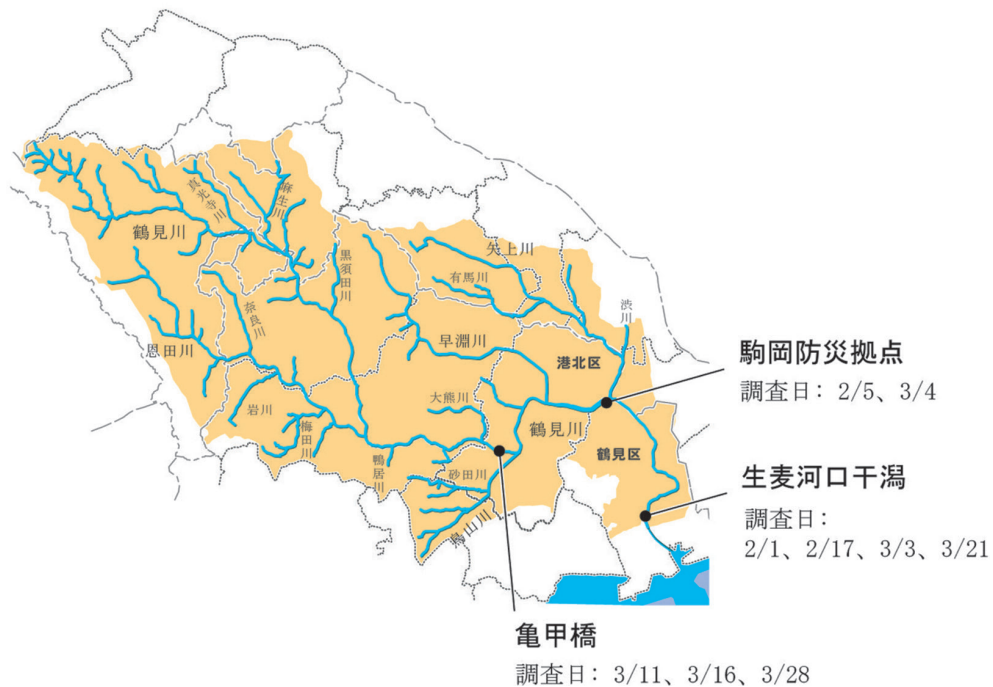 真光寺川
麻生川
鶴見川
黒須田川
矢上川
有馬川
奈良川
渋川
恩田川
早淵川
港北区
駒岡防災拠点
調査日：2/5、3/4
岩川
梅田川
大熊川
鶴見川
鶴見区
鴨居川
砂田川
鳥山川
生麦河口干潟
調査日：
2/1、2/17、3/3、3/21
亀甲橋
調査日：3/11、3/16、3/28